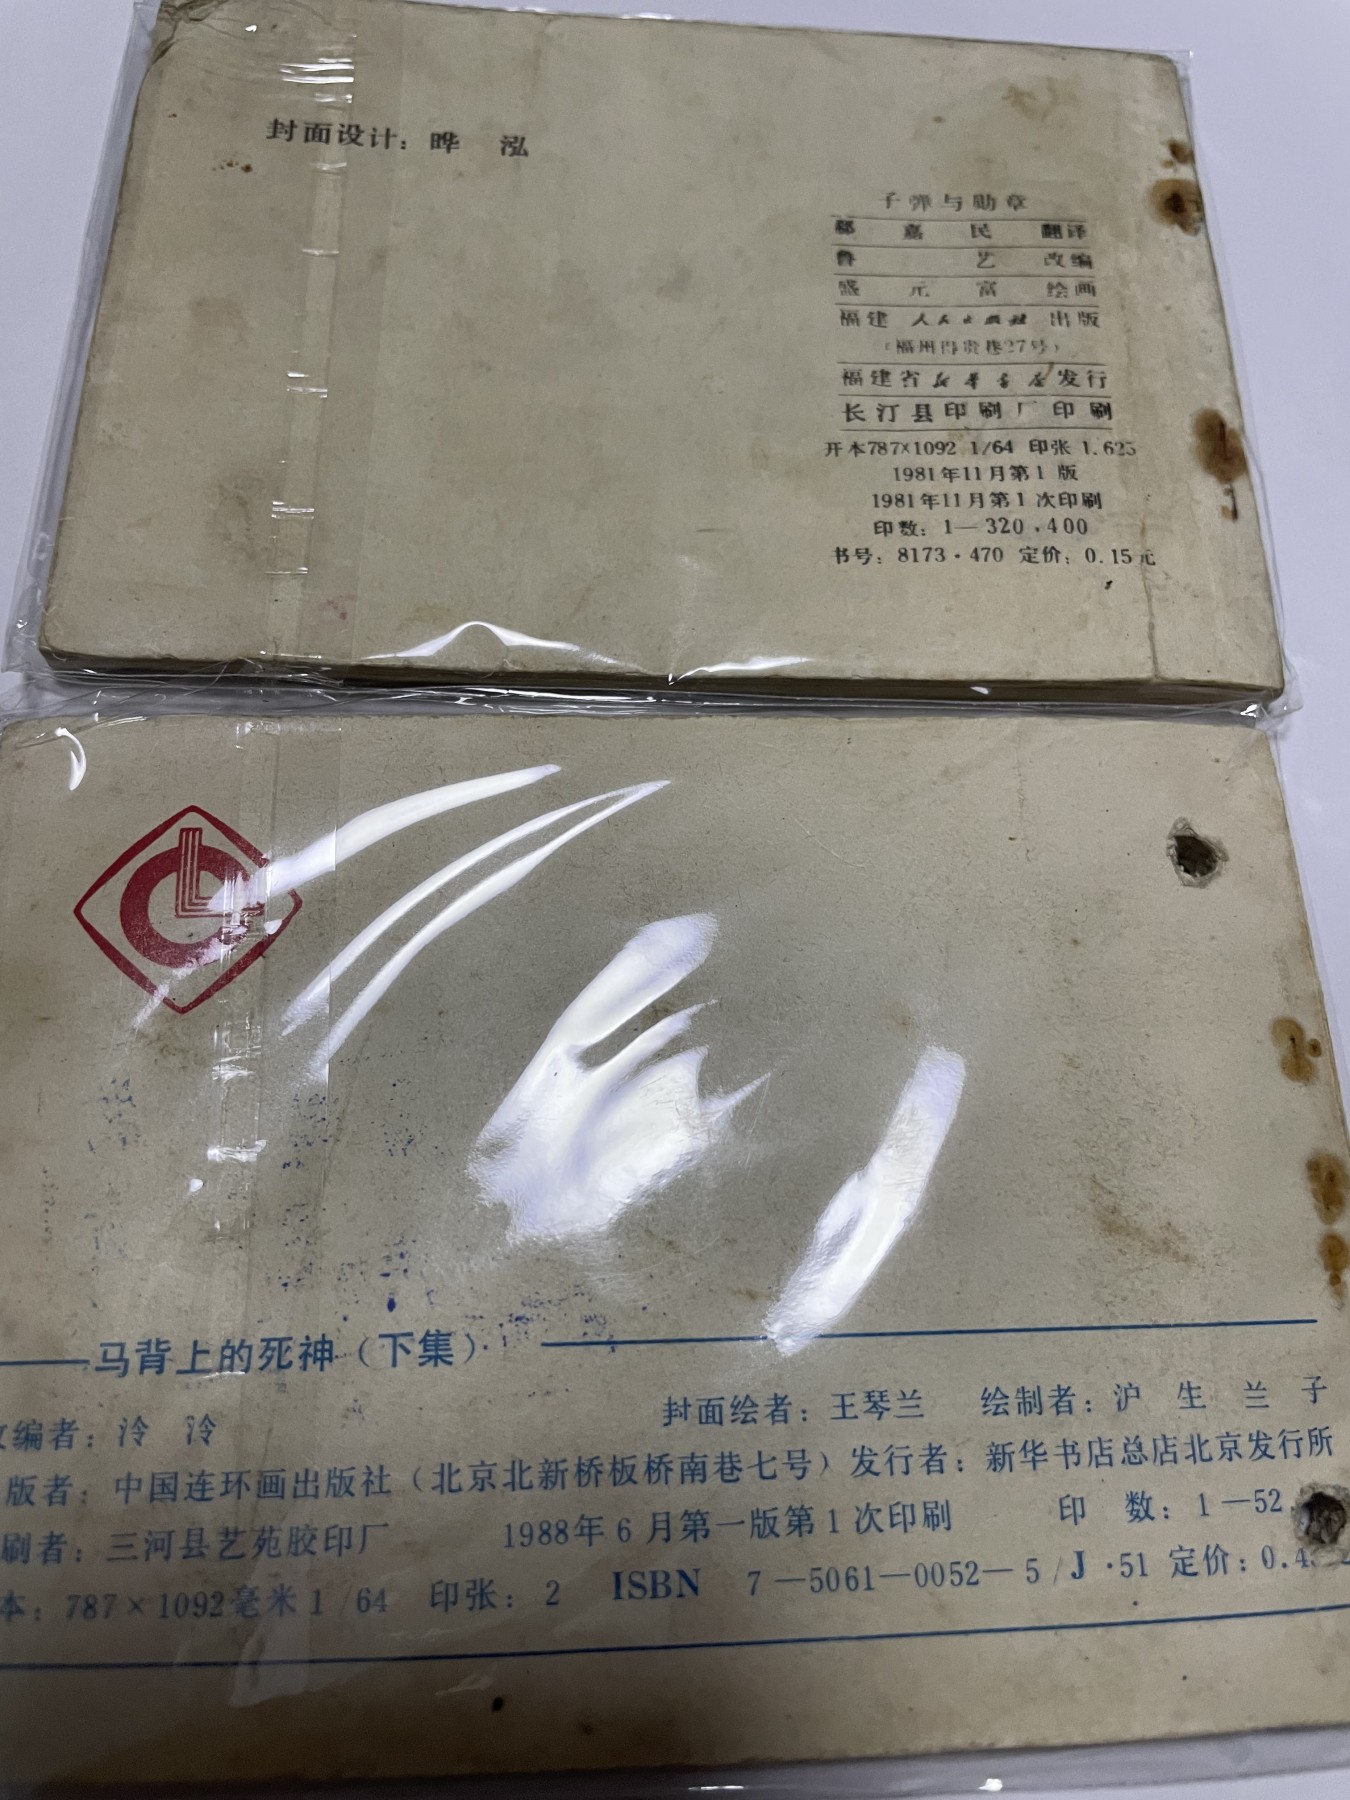 封面设计：晔 泓
子弹与勋章
郝嘉民 翻译
鲁艺 改编
盛元富 绘画
福建人民出版社 出版
（福州得贵巷27号）
福建省新华书店发行
长汀县印刷厂印刷
开本787×1092 1/64 印张 1.625
1981年11月第1版
1981年11月第1次印刷
印数：1—320,400
书号：8173·470 定价：0.15元
马背上的死神（下集）
编者：泠 泠 封面绘者：王琴兰 绘制者：沪 生 兰 子
版者：中国连环画出版社（北京北新桥板桥南巷七号）发行者：新华书店总店北京发行所
刷者：三河县艺苑胶印厂 1988年6月第一版第1次印刷 印 数：1—52,
本：787×1092毫米 1/64 印张：2 ISBN 7—5061—0052—5/J·51 定价：0.4